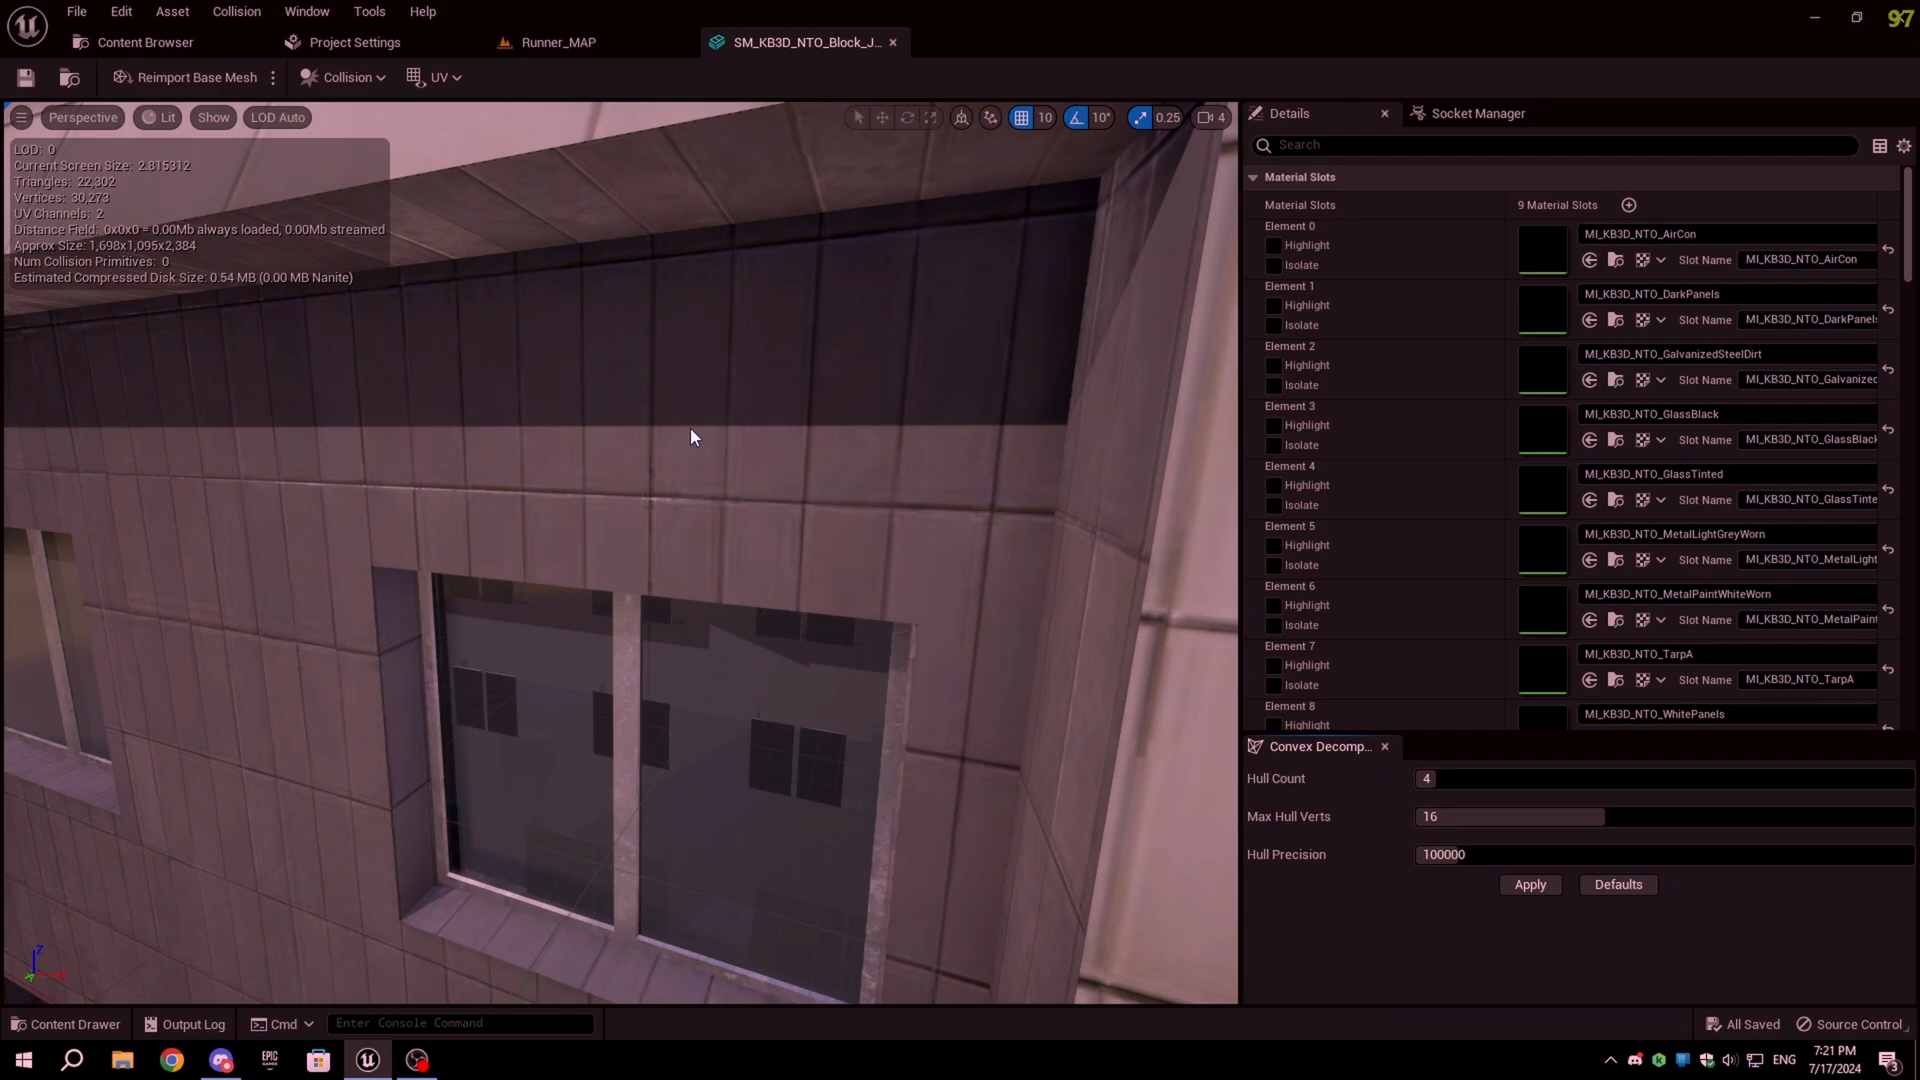 File Edit Asset Collision Window Tools Help
97
Content Browser
Project Settings
Runner_MAP
SM_KB3D_NTO_Block_J...
Reimport Base Mesh
Collision
UV
Perspective
Lit
Show
LOD Auto
10
10°
0.25
4
LOD: 0
Current Screen Size: 2.815312
Triangles: 22,302
Vertices: 30,273
UV Channels: 2
Distance Field: 0x0x0 = 0.00Mb always loaded, 0.00Mb streamed
Approx Size: 1,698x1,095x2,384
Num Collision Primitives: 0
Estimated Compressed Disk Size: 0.54 MB (0.00 MB Nanite)
Z
Details
Socket Manager
Search
Material Slots
Material Slots
9 Material Slots
Element 0
Highlight
Isolate
MI_KB3D_NTO_AirCon
Slot Name
MI_KB3D_NTO_AirCon
Element 1
Highlight
Isolate
MI_KB3D_NTO_DarkPanels
Slot Name
MI_KB3D_NTO_DarkPanels
Element 2
Highlight
Isolate
MI_KB3D_NTO_GalvanizedSteelDirt
Slot Name
MI_KB3D_NTO_Galvanized
Element 3
Highlight
Isolate
MI_KB3D_NTO_GlassBlack
Slot Name
MI_KB3D_NTO_GlassBlack
Element 4
Highlight
Isolate
MI_KB3D_NTO_GlassTinted
Slot Name
MI_KB3D_NTO_GlassTinte
Element 5
Highlight
Isolate
MI_KB3D_NTO_MetalLightGreyWorn
Slot Name
MI_KB3D_NTO_MetalLight
Element 6
Highlight
Isolate
MI_KB3D_NTO_MetalPaintWhiteWorn
Slot Name
MI_KB3D_NTO_MetalPaint
Element 7
Highlight
Isolate
MI_KB3D_NTO_TarpA
Slot Name
MI_KB3D_NTO_TarpA
Element 8
Highlight
MI_KB3D_NTO_WhitePanels
Convex Decomp...
Hull Count
4
Max Hull Verts
16
Hull Precision
100000
Apply
Defaults
Content Drawer
Output Log
Cmd
Enter Console Command
All Saved
Source Control
EPIC GAMES
ENG
7:21 PM
7/17/2024
3